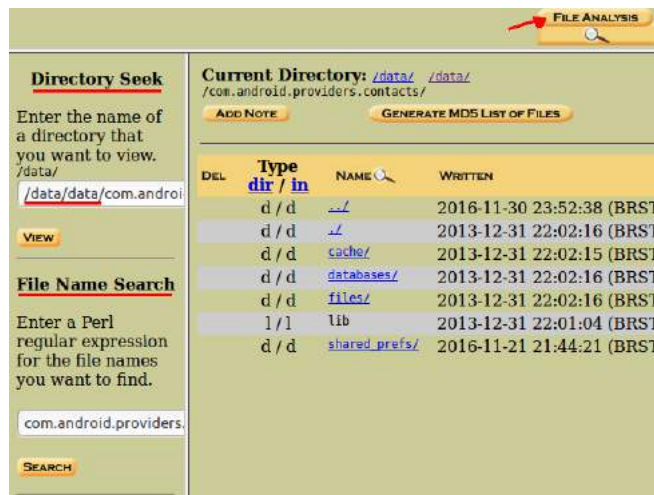 FILE ANALYSIS
Directory Seek
Enter the name of
a directory that
you want to view.
/data/
/data/data/com.androi
VIEW
File Name Search
Enter a Perl
regular expression
for the file names
you want to find.
com.android.providers.
SEARCH
Current Directory: /data/ /data/
/com.android.providers.contacts/
ADD NOTE GENERATE MD5 LIST OF FILES
DEL Type dir / in NAME WRITTEN
d / d ../ 2016-11-30 23:52:38 (BRST
d / d ./ 2013-12-31 22:02:16 (BRST
d / d cache/ 2013-12-31 22:02:15 (BRST
d / d databases/ 2013-12-31 22:02:16 (BRST
d / d files/ 2013-12-31 22:02:16 (BRST
l / l lib 2013-12-31 22:01:04 (BRST
d / d shared_prefs/ 2016-11-21 21:44:21 (BRST